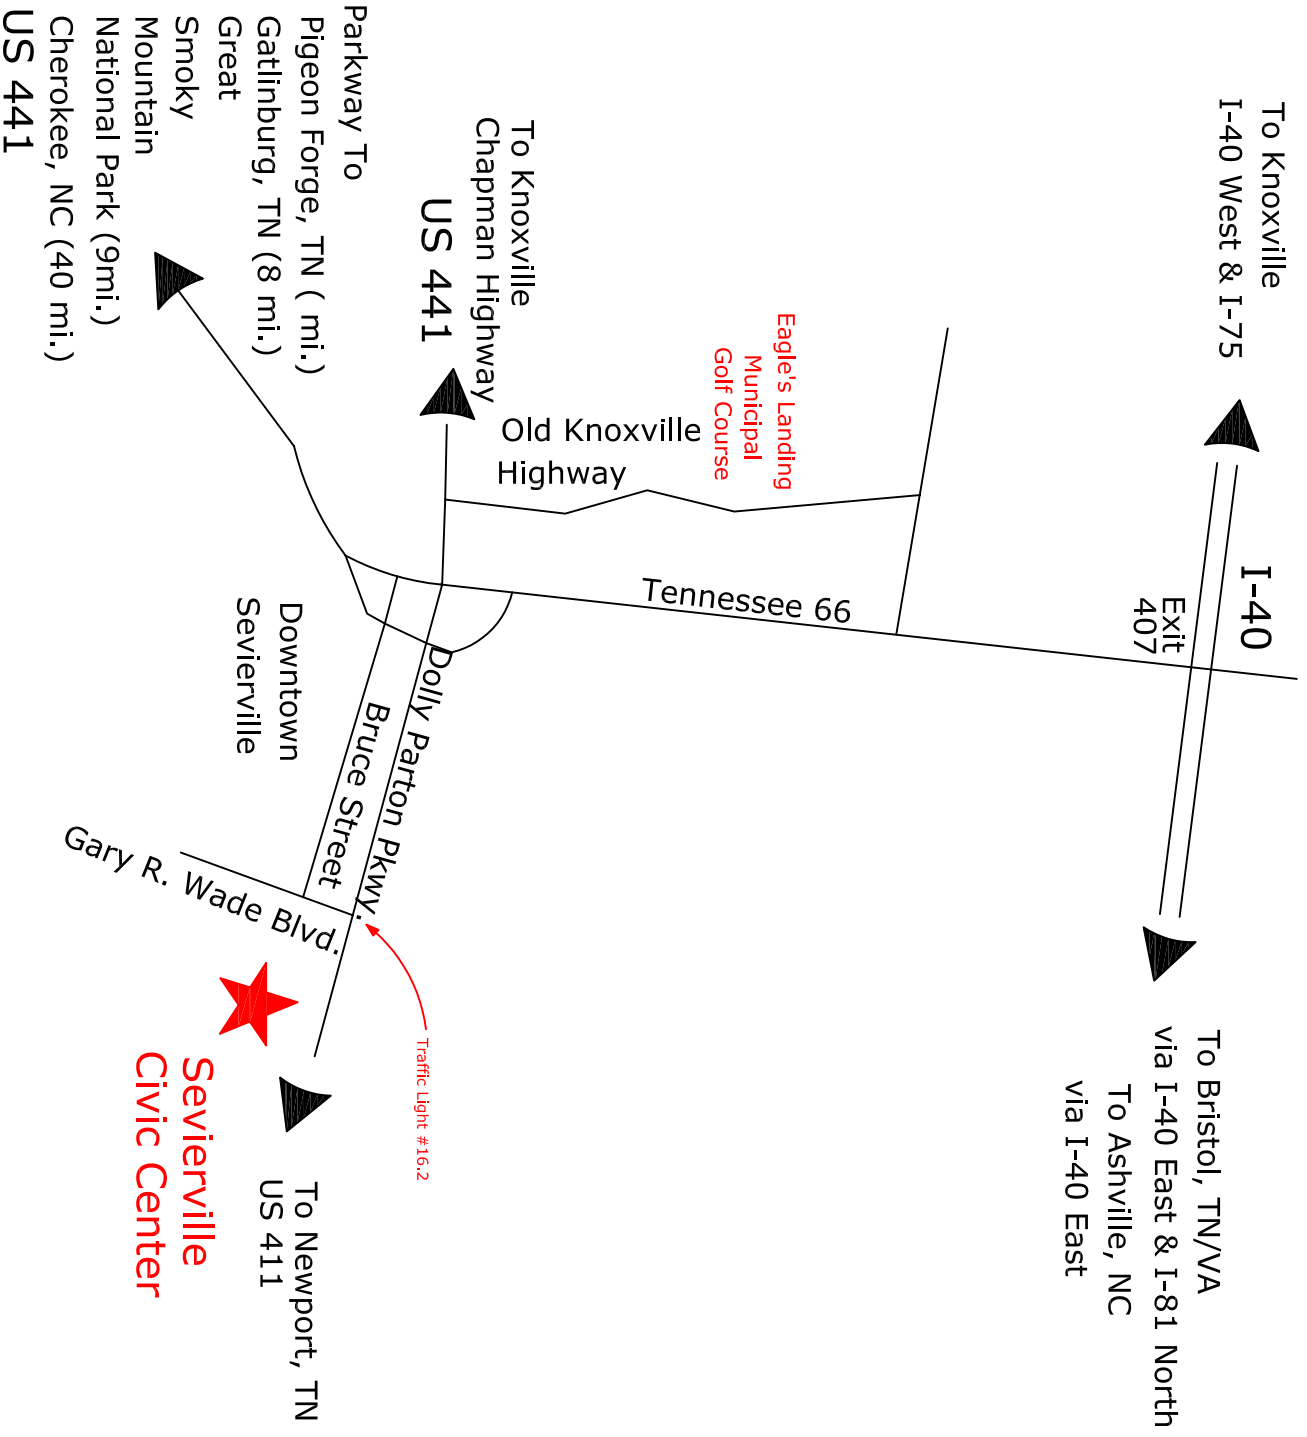 To Knoxville
I-40 West & I-75
I-40
Exit
407
To Bristol, TN/VA
via I-40 East & I-81 North
To Ashville, NC
via I-40 East
Eagle's Landing
Municipal
Golf Course
Tennessee 66
Old Knoxville
Highway
To Knoxville
Chapman Highway
US 441
Parkway To
Pigeon Forge, TN ( mi.)
Gatlinburg, TN (8 mi.)
Great
Smoky
Mountain
National Park (9mi.)
Cherokee, NC (40 mi.)
US 441
Dolly Parton Pkwy.
Bruce Street
Downtown
Sevierville
Gary R. Wade Blvd.
Traffic Light #16.2
To Newport, TN
US 411
Sevierville
Civic Center